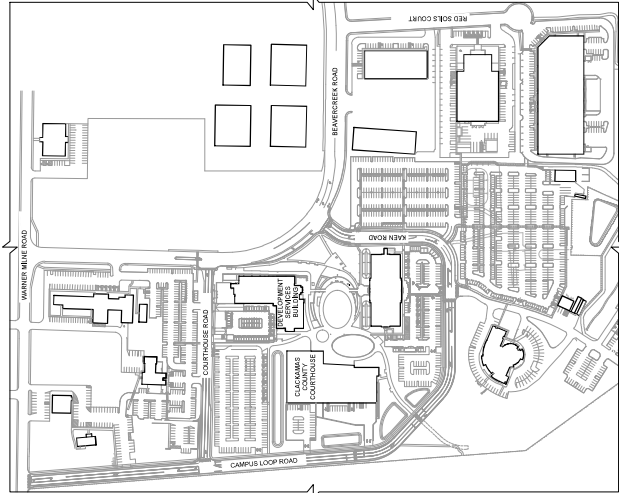 RED SOILS COURT
BEAVERCREEK ROAD
WARNER MILNE ROAD
KAEN ROAD
COURTHOUSE ROAD
DEVELOPMENT
SERVICES
BUILDING
CLACKAMAS
COUNTY
COURTHOUSE
CAMPUS LOOP ROAD